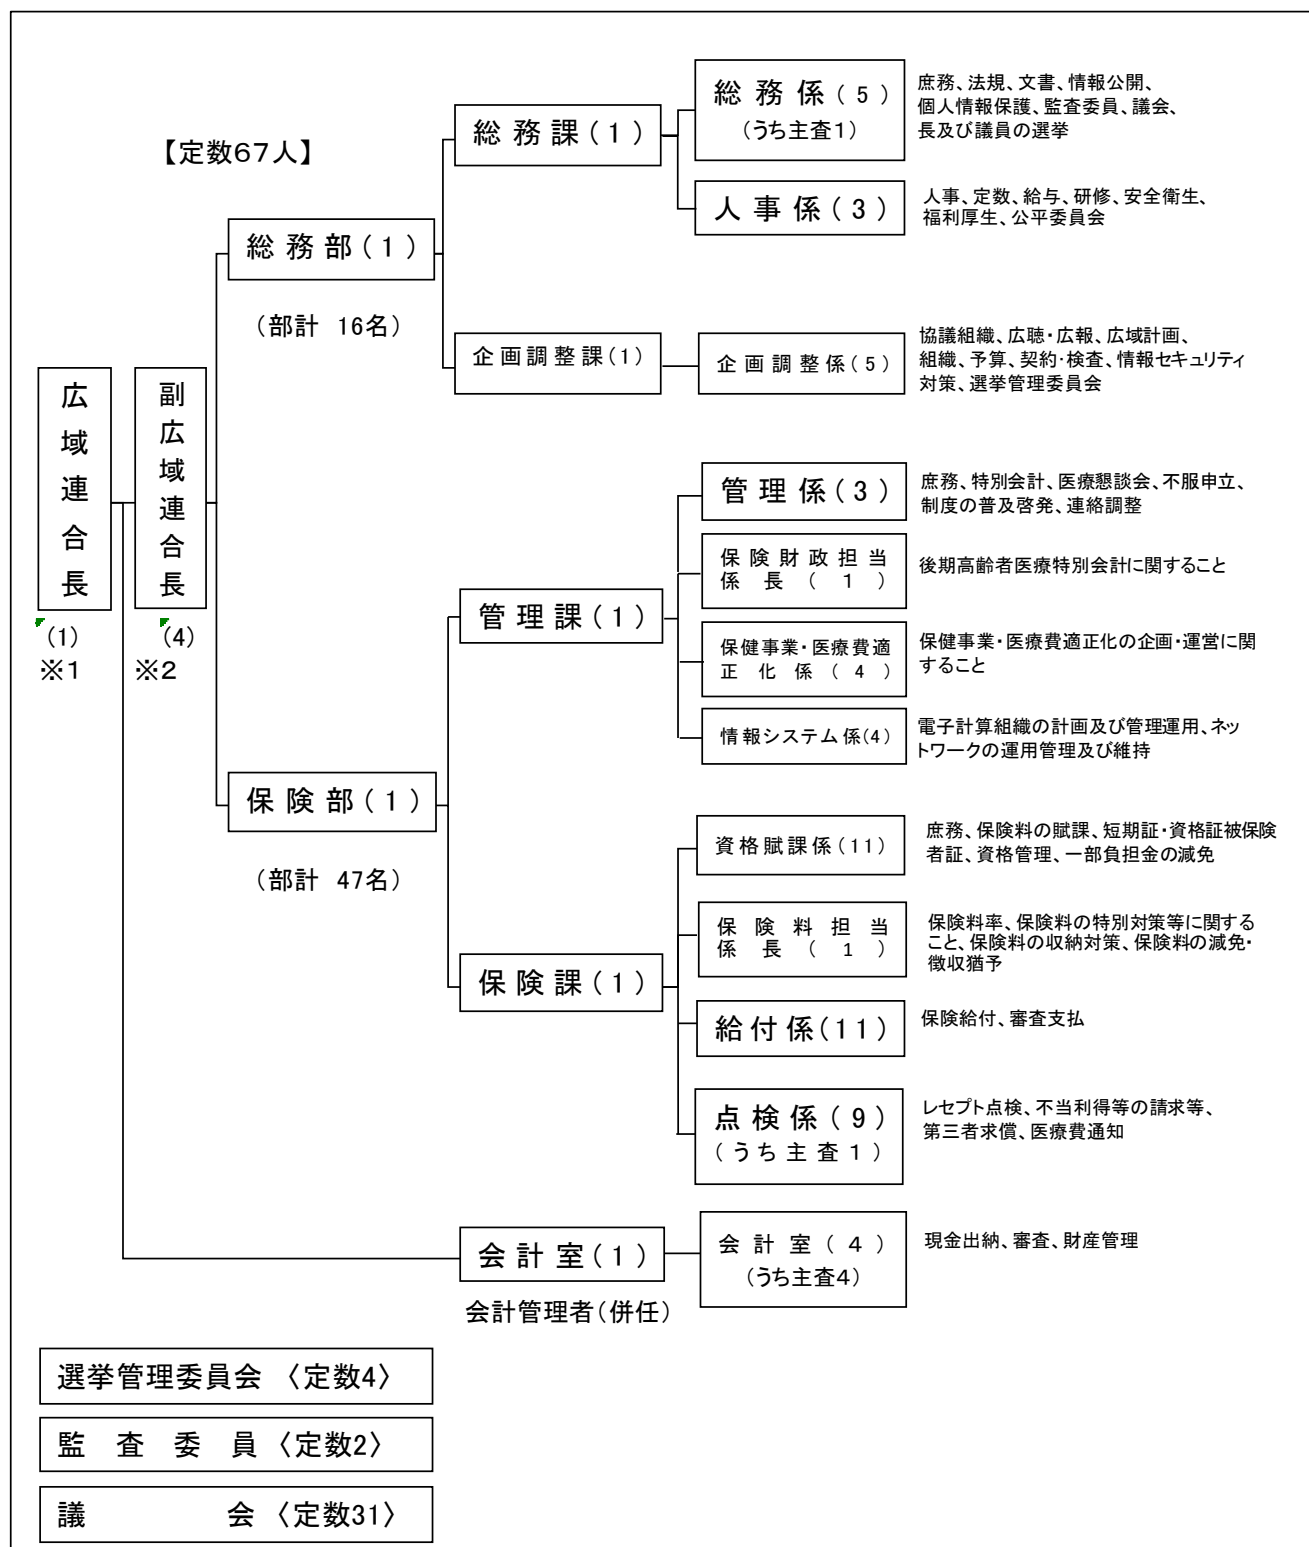 【定数67人】
広域連合長
(1)
※1
副広域連合長
(4)
※2
総務部(1)
(部計 16名)
総務課(1)
総務係(5)
(うち主査1)
庶務、法規、文書、情報公開、
個人情報保護、監査委員、議会、
長及び議員の選挙
人事係(3)
人事、定数、給与、研修、安全衛生、
福利厚生、公平委員会
企画調整課(1)
企画調整係(5)
協議組織、広聴・広報、広域計画、
組織、予算、契約・検査、情報セキュリティ
対策、選挙管理委員会
保険部(1)
(部計 47名)
管理課(1)
管理係(3)
庶務、特別会計、医療懇談会、不服申立、
制度の普及啓発、連絡調整
保険財政担当
係長(1)
後期高齢者医療特別会計に関すること
保健事業・医療費適
正化係(4)
保健事業・医療費適正化の企画・運営に関
すること
情報システム係(4)
電子計算組織の計画及び管理運用、ネッ
トワークの運用管理及び維持
保険課(1)
資格賦課係(11)
庶務、保険料の賦課、短期証・資格証被保険
者証、資格管理、一部負担金の減免
保険料担当
係長(1)
保険料率、保険料の特別対策等に関する
こと、保険料の収納対策、保険料の減免・
徴収猶予
給付係(11)
保険給付、審査支払
点検係(9)
(うち主査1)
レセプト点検、不当利得等の請求等、
第三者求償、医療費通知
会計室(1)
会計管理者(併任)
会計室(4)
(うち主査4)
現金出納、審査、財産管理
選挙管理委員会 〈定数4〉
監査委員 〈定数2〉
議会 〈定数31〉